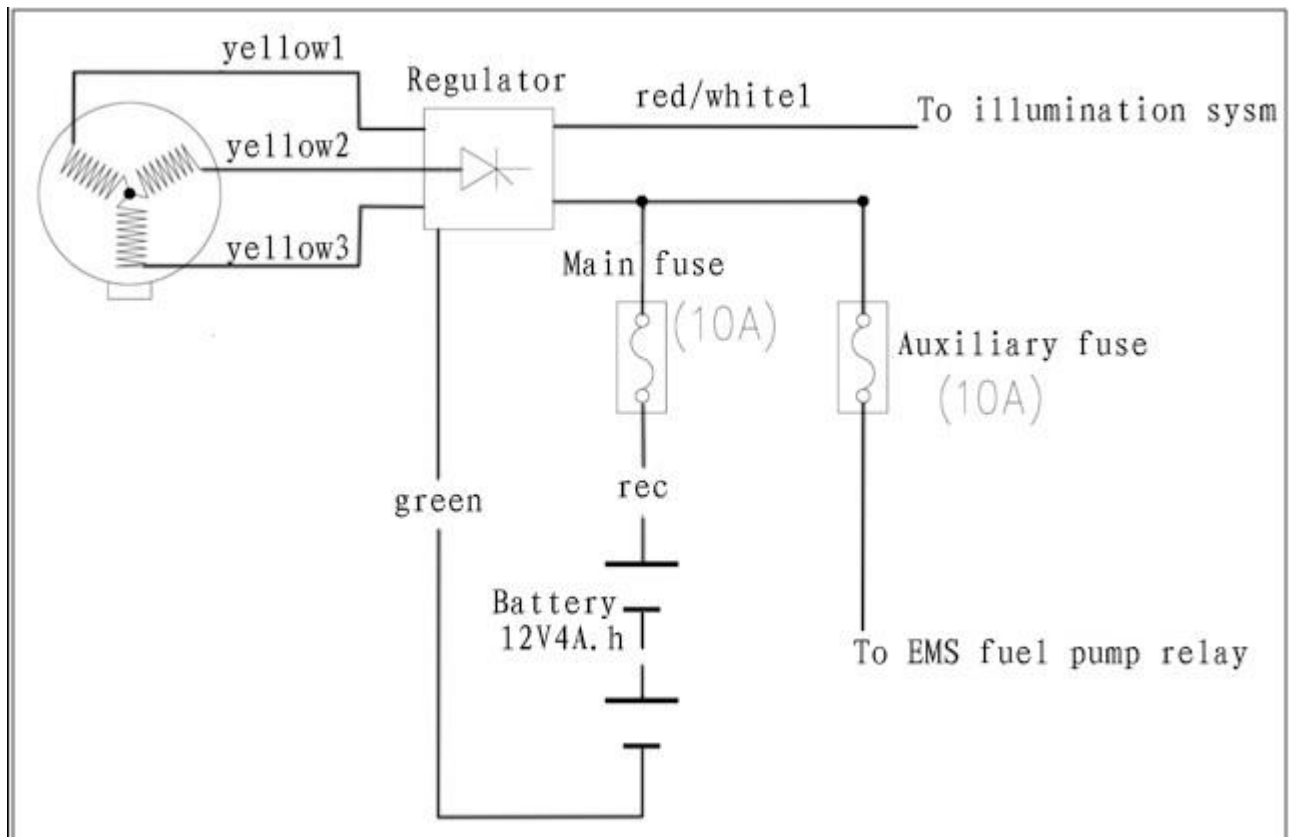 yellow1
Regulator
red/white1
To illumination sysm
yellow2
yellow3
Main fuse
(10A)
Auxiliary fuse
(10A)
rec
green
Battery
12V4A.h
To EMS fuel pump relay